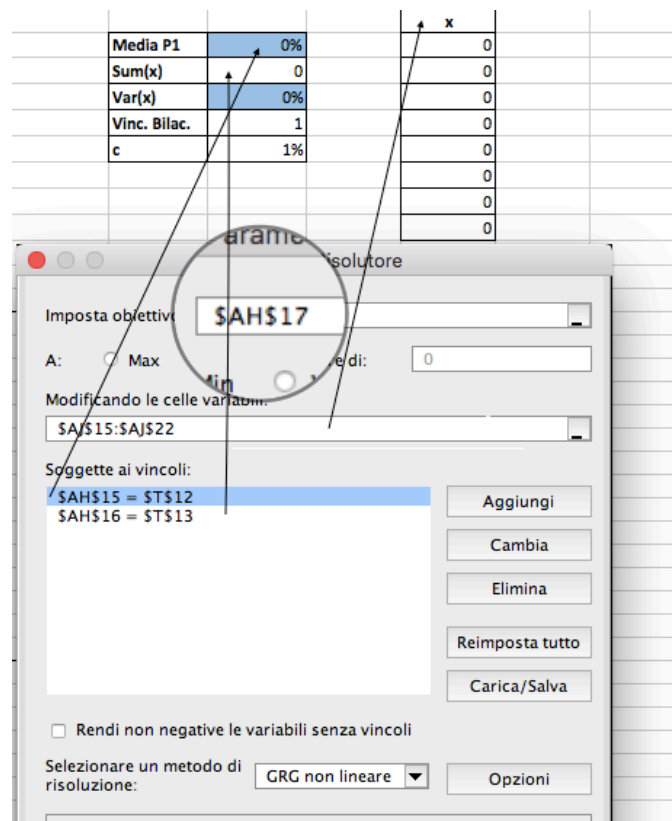 x
Media P1 0% 0
Sum(x) 0 0
Var(x) 0% 0
Vinc. Bilac. 1 0
c 1% 0
0
0
0
arame
isolutore
Imposta obiettivo $AH$17
A: Max Min e di: 0
Modificando le celle variabili:
$AJ$15:$AJ$22
Soggette ai vincoli:
$AH$15 = $T$12
$AH$16 = $T$13
Aggiungi
Cambia
Elimina
Reimposta tutto
Carica/Salva
Rendi non negative le variabili senza vincoli
Selezionare un metodo di
risoluzione:
GRG non lineare
Opzioni